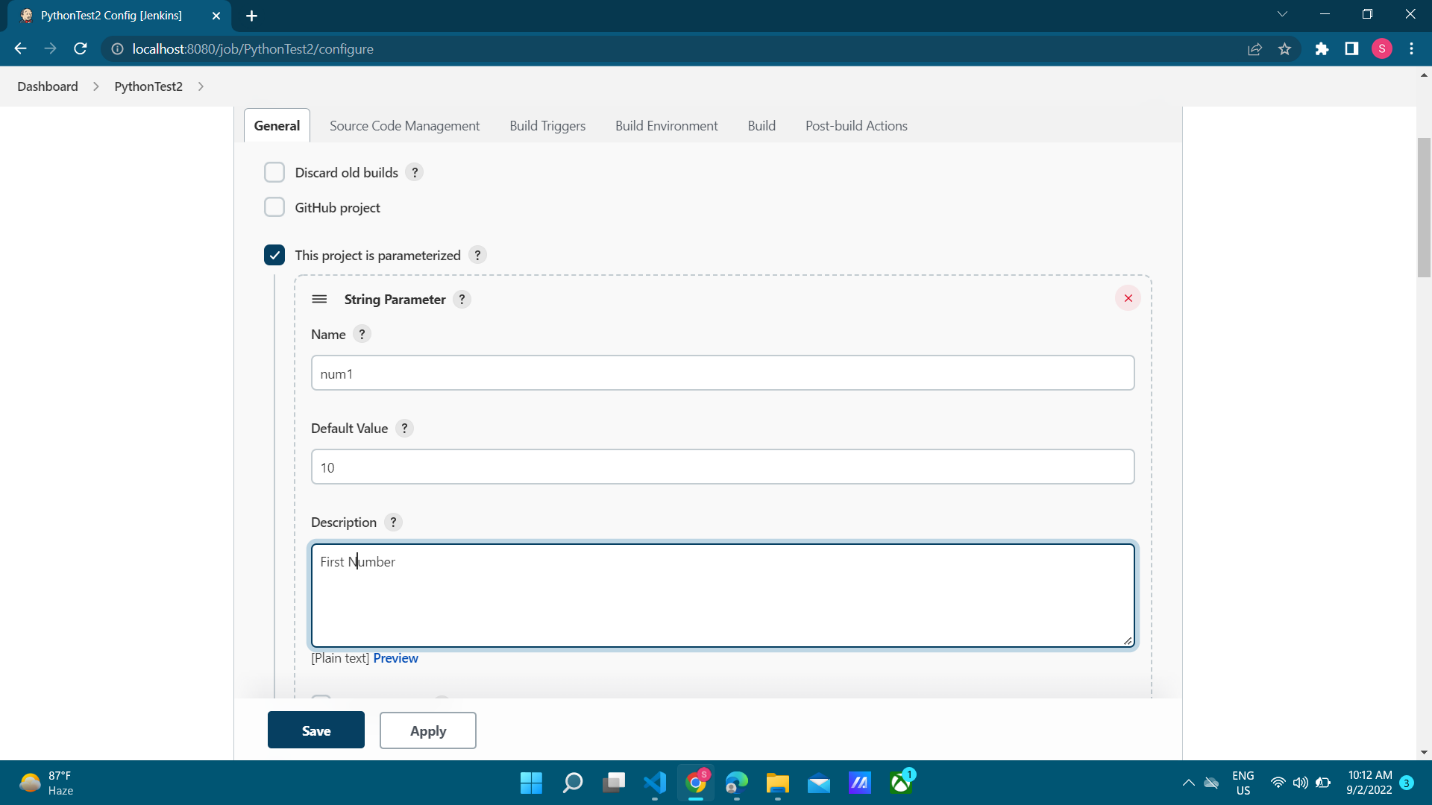 PythonTest2 Config [Jenkins]
localhost:8080/job/PythonTest2/configure
S
Dashboard
PythonTest2
General
Source Code Management
Build Triggers
Build Environment
Build
Post-build Actions
Discard old builds ?
GitHub project
This project is parameterized ?
String Parameter ?
Name ?
num1
Default Value ?
10
Description ?
First Number
[Plain text] Preview
Save
Apply
87°F
Haze
S
1
ENG
US
10:12 AM
9/2/2022
3